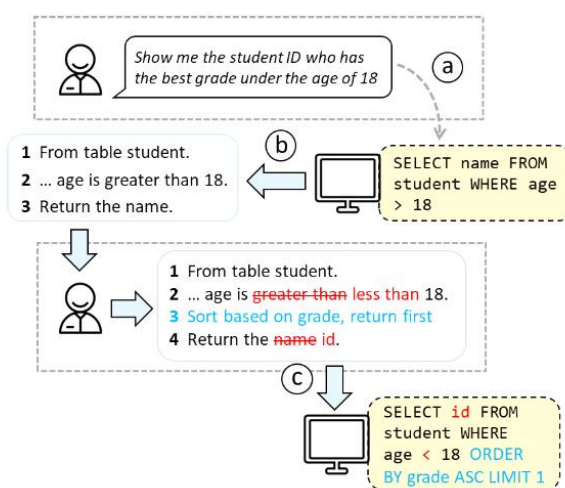 Show me the student ID who has
the best grade under the age of 18
a
b
1 From table student.
2 ... age is greater than 18.
3 Return the name.
SELECT name FROM
student WHERE age
> 18
1 From table student.
2 ... age is greater than less than 18.
3 Sort based on grade, return first
4 Return the name id.
c
SELECT id FROM
student WHERE
age < 18 ORDER
BY grade ASC LIMIT 1